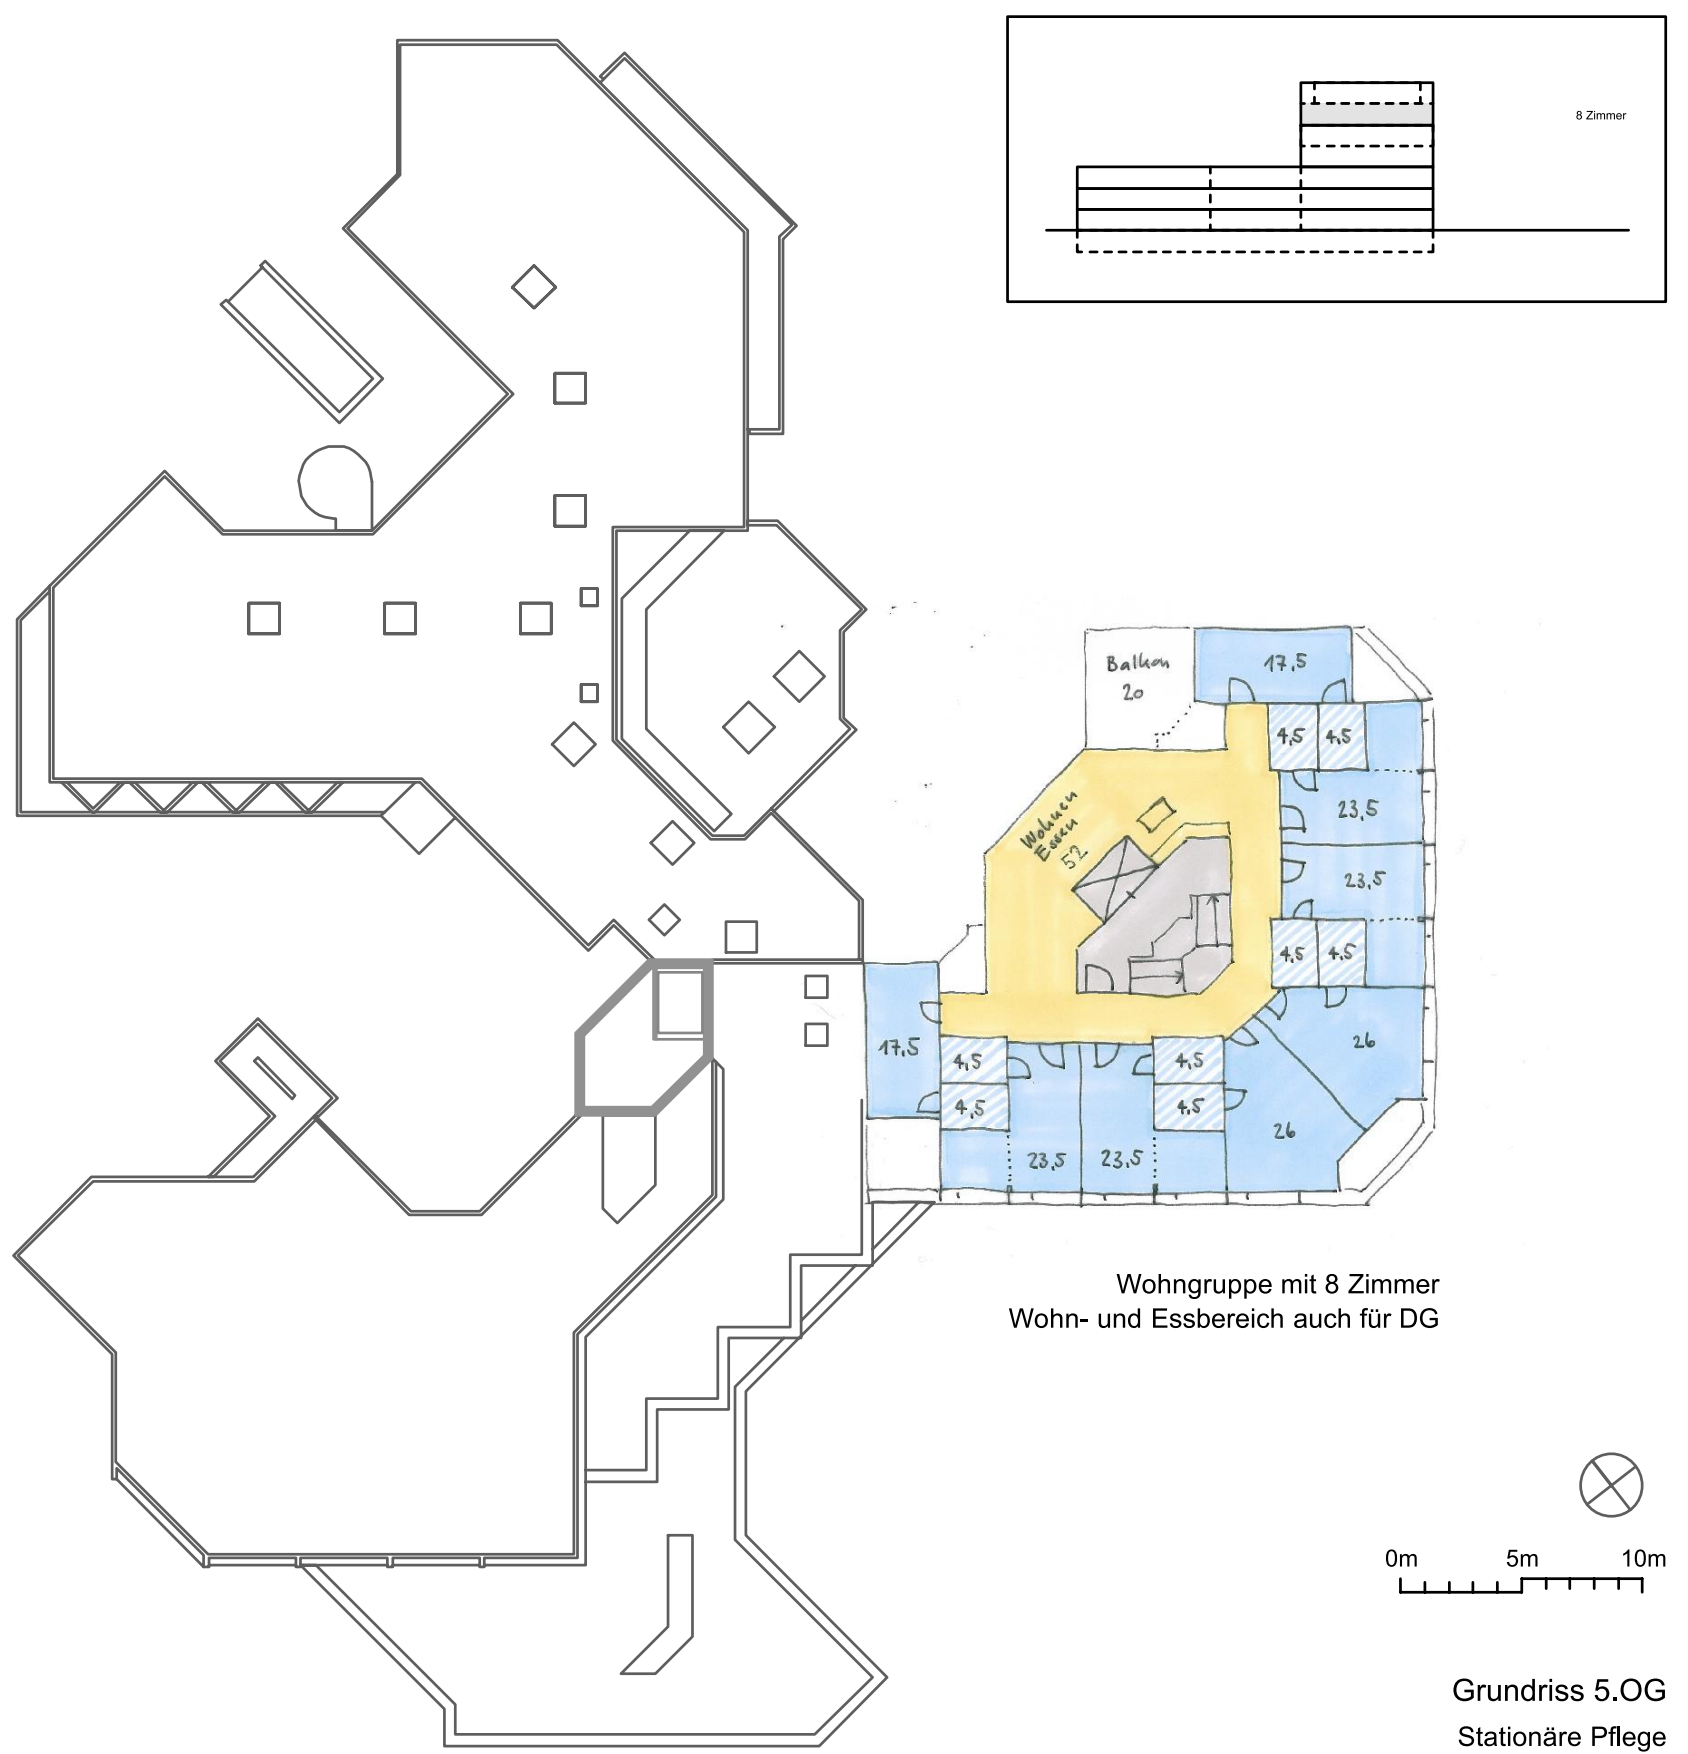 8 Zimmer
Balkon
20
17,5
4,5
4,5
23,5
Wohnen
Essen
52
23,5
4,5
4,5
26
17,5
4,5
4,5
4,5
4,5
23,5
23,5
26
Wohngruppe mit 8 Zimmer
Wohn- und Essbereich auch für DG
0m
5m
10m
Grundriss 5.OG
Stationäre Pflege